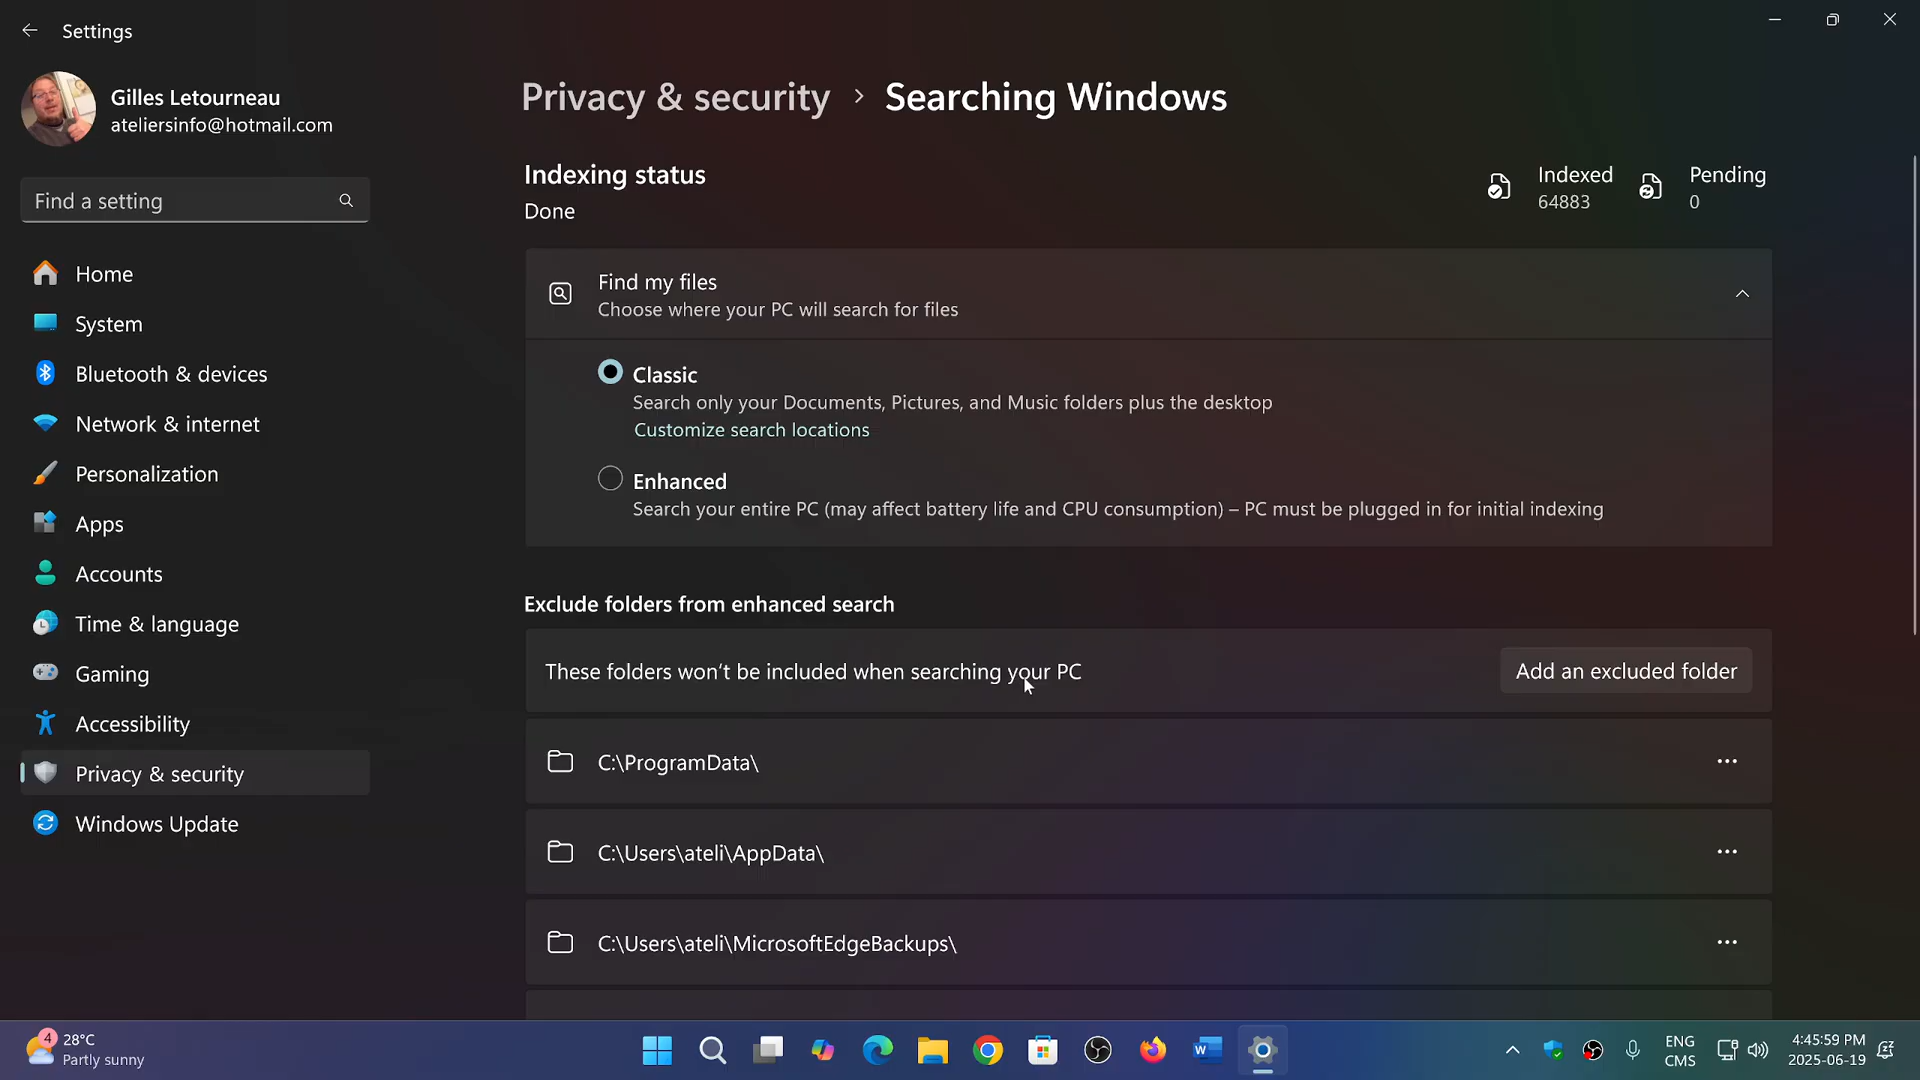 Settings
Gilles Letourneau
ateliersinfo@hotmail.com
Find a setting
Home
System
Bluetooth & devices
Network & internet
Personalization
Apps
Accounts
Time & language
Gaming
Accessibility
Privacy & security
Windows Update
Privacy & security > Searching Windows
Indexing status
Done
Indexed
64883
Pending
0
Find my files
Choose where your PC will search for files
Classic
Search only your Documents, Pictures, and Music folders plus the desktop
Customize search locations
Enhanced
Search your entire PC (may affect battery life and CPU consumption) – PC must be plugged in for initial indexing
Exclude folders from enhanced search
These folders won't be included when searching your PC
Add an excluded folder
C:\ProgramData\
C:\Users\ateli\AppData\
C:\Users\ateli\MicrosoftEdgeBackups\
4
28°C
Partly sunny
W
ENG
CMS
4:45:59 PM
2025-06-19